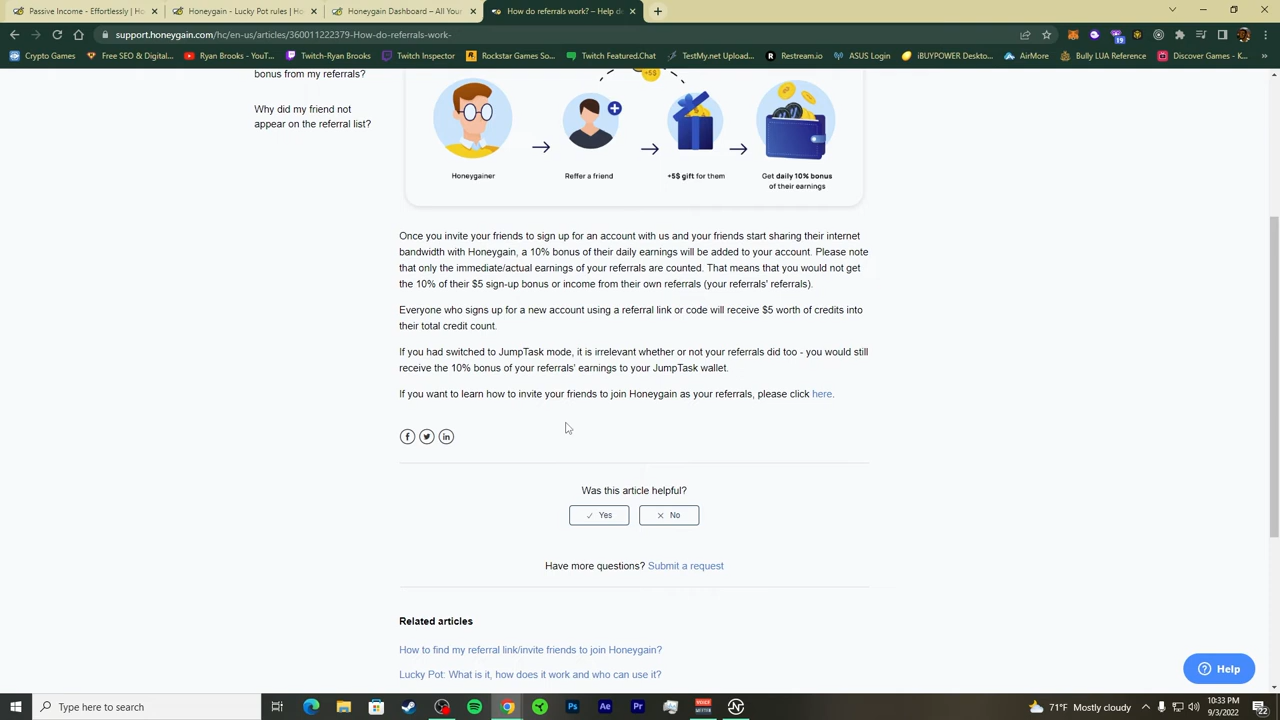 Passive Income - Effortlessly | Ho
Honeygain - Lucky Pot rules | Ho
Honeygain Dashboard – All Your
How do referrals work? – Help c
support.honeygain.com/hc/en-us/articles/360011222379-How-do-referrals-work-
19
Crypto Games
Free SEO & Digital...
Ryan Brooks - YouT...
Twitch-Ryan Brooks
Twitch Inspector
Rockstar Games So...
Twitch Featured.Chat
TestMy.net Upload...
Restream.io
ASUS Login
iBUYPOWER Deskto...
AirMore
Bully LUA Reference
Discover Games - K...
bonus from my referrals?
Why did my friend not
appear on the referral list?
+5$
Honeygainer
Reffer a friend
+5$ gift for them
Get daily 10% bonus
of their earnings
Once you invite your friends to sign up for an account with us and your friends start sharing their internet
bandwidth with Honeygain, a 10% bonus of their daily earnings will be added to your account. Please note
that only the immediate/actual earnings of your referrals are counted. That means that you would not get
the 10% of their $5 sign-up bonus or income from their own referrals (your referrals' referrals).
Everyone who signs up for a new account using a referral link or code will receive $5 worth of credits into
their total credit count.
If you had switched to JumpTask mode, it is irrelevant whether or not your referrals did too - you would still
receive the 10% bonus of your referrals' earnings to your JumpTask wallet.
If you want to learn how to invite your friends to join Honeygain as your referrals, please click here.
Was this article helpful?
Yes
No
Have more questions? Submit a request
Related articles
How to find my referral link/invite friends to join Honeygain?
Lucky Pot: What is it, how does it work and who can use it?
Help
Type here to search
Ps
Ae
Pr
71°F Mostly cloudy
10:33 PM
9/3/2022